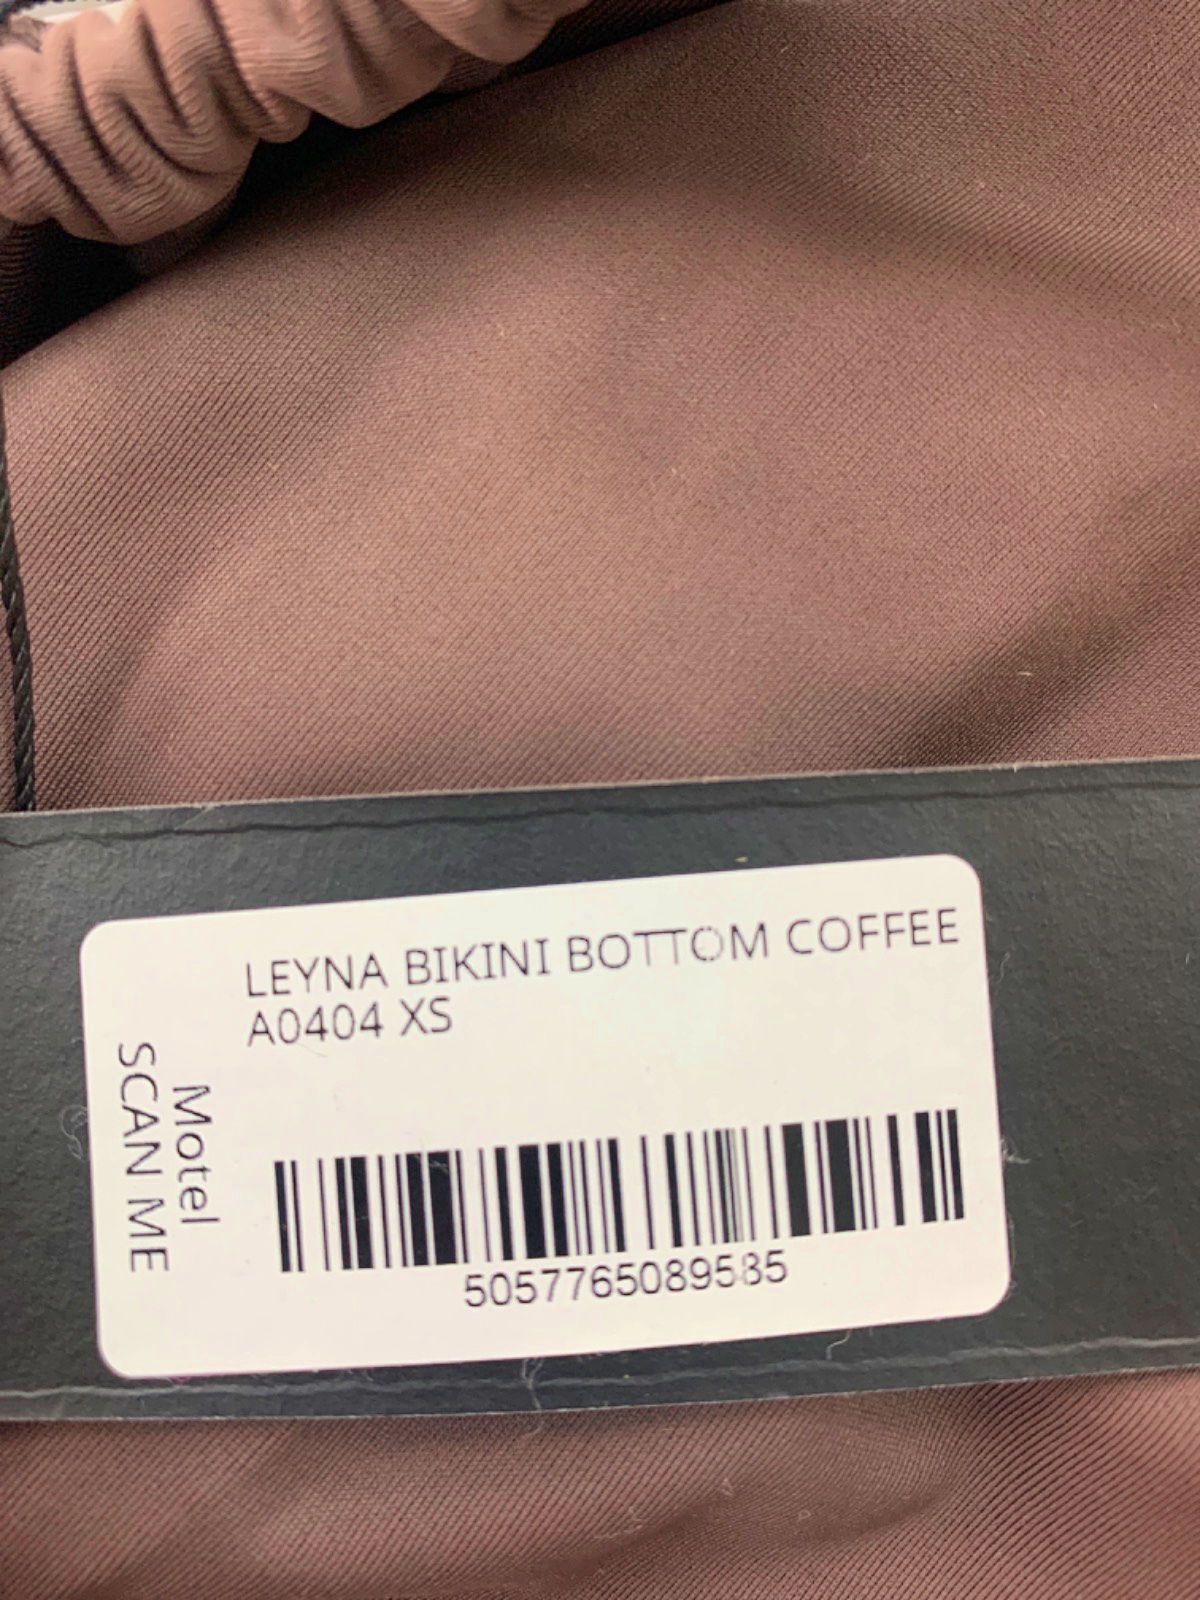 LEYNA BIKINI BOTTOM COFFEE
A0404 XS
Motel
SCAN ME
5057765089585